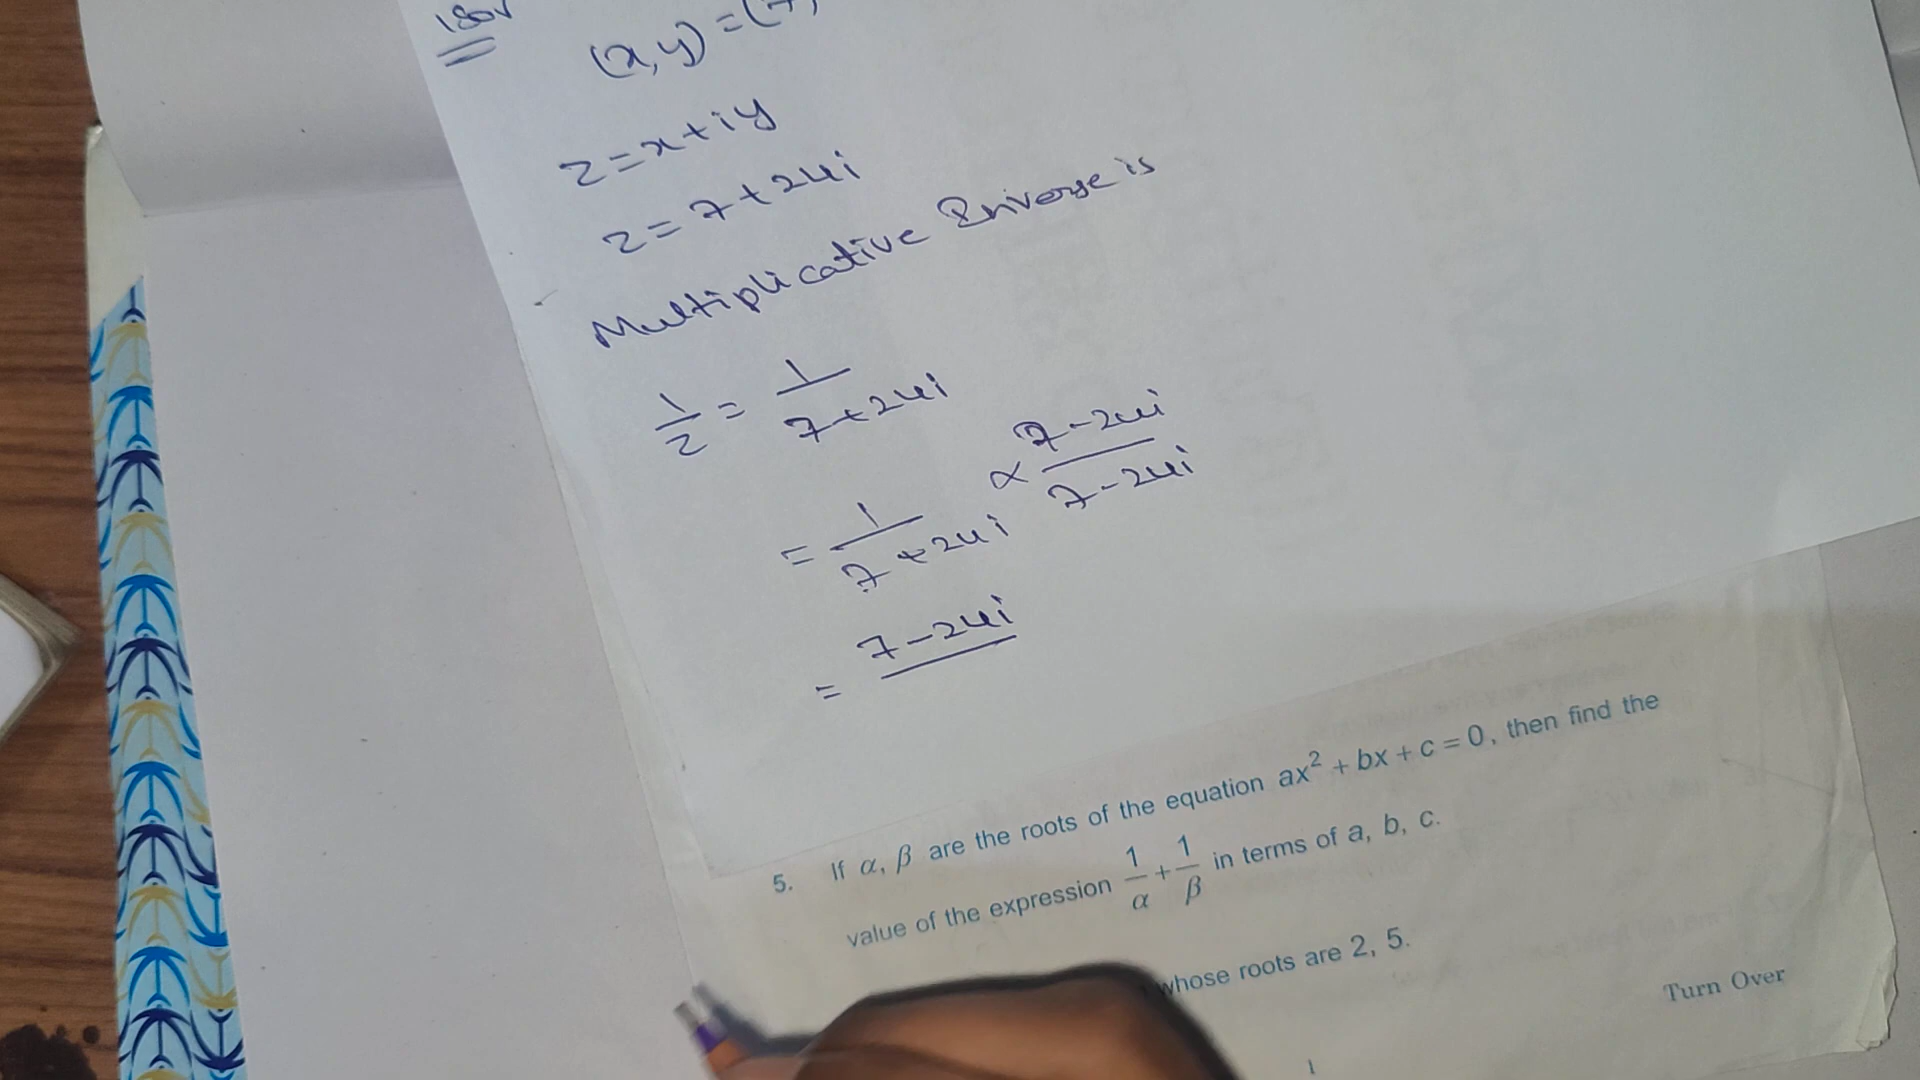 (x, y) = (7,
z = x + iy
z = 7 + 24i
Multiplicative Inverse is
1/z = 1/(7 + 24i)
= 1/(7 + 24i) × (7 - 24i)/(7 - 24i)
= 7 - 24i
5. If α, β are the roots of the equation ax² + bx + c = 0, then find the
value of the expression 1/α + 1/β in terms of a, b, c.
whose roots are 2, 5.
Turn Over
1